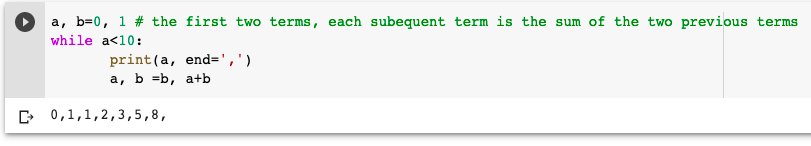 a, b=0, 1 # the first two terms, each subequent term is the sum of the two previous terms
while a<10:
       print(a, end=',')
       a, b =b, a+b
0,1,1,2,3,5,8,